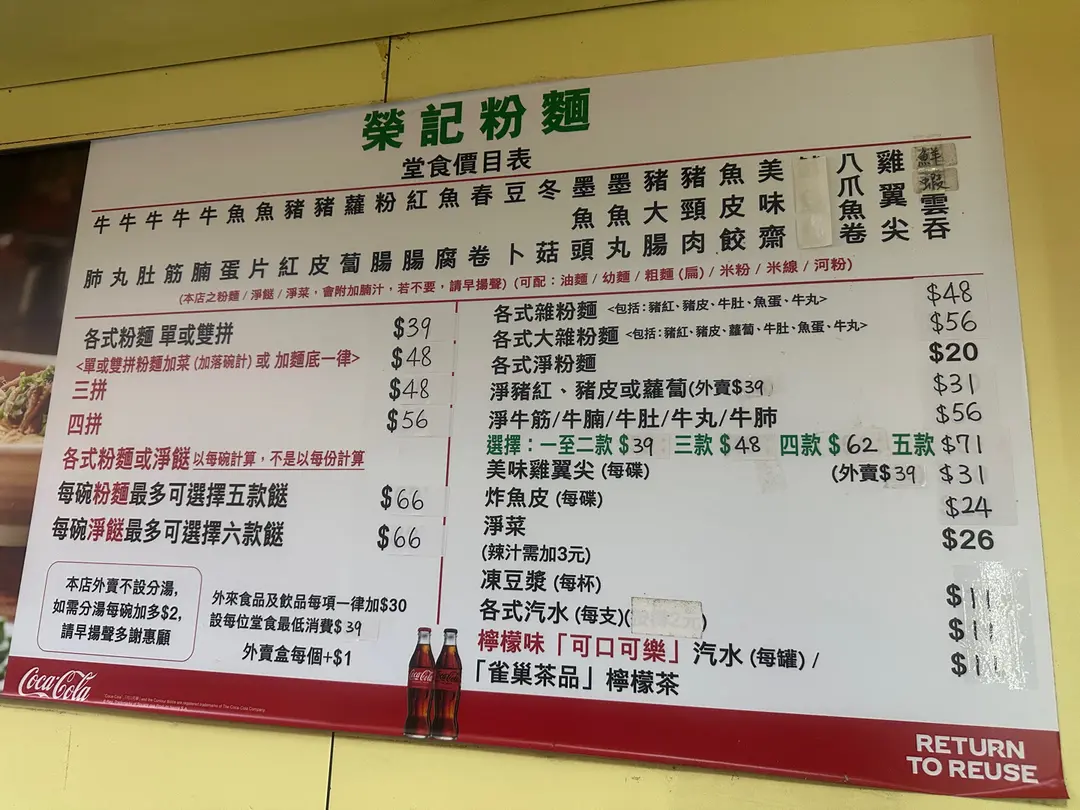 榮記粉麵
堂食價目表
牛肺
牛丸
牛肚
牛筋
牛腩
魚蛋
魚片
豬紅
豬皮
蘿蔔
粉腸
紅腸
魚腐
春卷
豆卜
冬菇
墨魚頭
墨魚丸
豬大腸
豬頸肉
魚皮餃
美味齋
八爪魚卷
雞翼尖
鮮蝦雲吞
(本店之粉麵 / 淨餸 / 淨菜，會附加腩汁，若不要，請早揚聲) (可配：油麵 / 幼麵 / 粗麵 (扁) / 米粉 / 米線 / 河粉)
各式粉麵 單或雙拼 $39
<單或雙拼粉麵加菜 (加落碗計) 或 加麵底一律> $48
三拼 $48
四拼 $56
各式粉麵或淨餸 以每碗計算，不是以每份計算
每碗粉麵最多可選擇五款餸 $66
每碗淨餸最多可選擇六款餸 $66
本店外賣不設分湯,
如需分湯每碗加多$2,
請早揚聲多謝惠顧
外來食品及飲品每項一律加$30
設每位堂食最低消費$39
外賣盒每個+$1
各式雜粉麵 <包括：豬紅、豬皮、牛肚、魚蛋、牛丸> $48
各式大雜粉麵 <包括：豬紅、豬皮、蘿蔔、牛肚、魚蛋、牛丸> $56
各式淨粉麵 $20
淨豬紅、豬皮或蘿蔔(外賣$39) $31
淨牛筋/牛腩/牛肚/牛丸/牛肺 $56
選擇：一至二款$39 三款$48 四款$62 五款$71
美味雞翼尖 (每碟) (外賣$39) $31
炸魚皮 (每碟) $24
淨菜 $26
(辣汁需加3元)
凍豆漿 (每杯) $11
各式汽水 (每支)( ) $11
檸檬味「可口可樂」汽水 (每罐) / $11
「雀巢茶品」檸檬茶
Coca-Cola
RETURN
TO REUSE